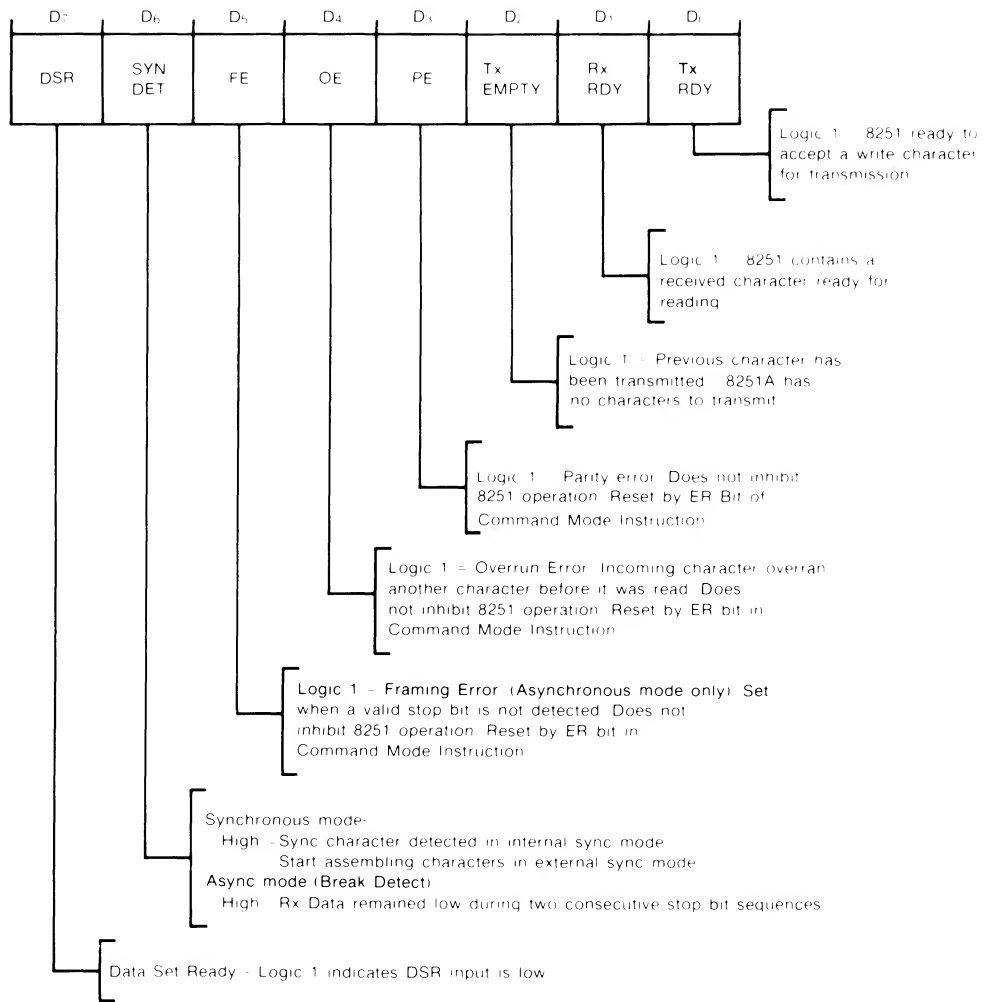 D7 D6 D5 D4 D3 D2 D1 D0
DSR SYN DET FE OE PE Tx EMPTY Rx RDY Tx RDY
Logic 1 8251 ready to
accept a write character
for transmission
Logic 1 8251 contains a
received character ready for
reading
Logic 1 = Previous character has
been transmitted 8251A has
no characters to transmit
Logic 1 Parity error Does not inhibit
8251 operation Reset by ER Bit of
Command Mode Instruction
Logic 1 = Overrun Error Incoming character overran
another character before it was read Does
not inhibit 8251 operation Reset by ER bit in
Command Mode Instruction
Logic 1 - Framing Error (Asynchronous mode only) Set
when a valid stop bit is not detected Does not
inhibit 8251 operation Reset by ER bit in
Command Mode Instruction
Synchronous mode-
High - Sync character detected in internal sync mode
Start assembling characters in external sync mode
Async mode (Break Detect)
High Rx Data remained low during two consecutive stop bit sequences
Data Set Ready - Logic 1 indicates DSR input is low